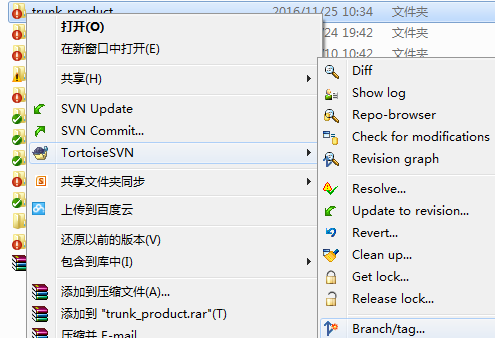 trunk_product 2016/11/25 10:34 文件夹
24 19:42 文件夹
10 10:42 文件夹
打开(O)
在新窗口中打开(E)
共享(H)
SVN Update
SVN Commit...
TortoiseSVN
共享文件夹同步
上传到百度云
还原以前的版本(V)
包含到库中(I)
添加到压缩文件(A)...
添加到 "trunk_product.rar"(T)
压缩并 E-mail
Diff
Show log
Repo-browser
Check for modifications
Revision graph
Resolve...
Update to revision...
Revert...
Clean up...
Get lock...
Release lock...
Branch/tag...